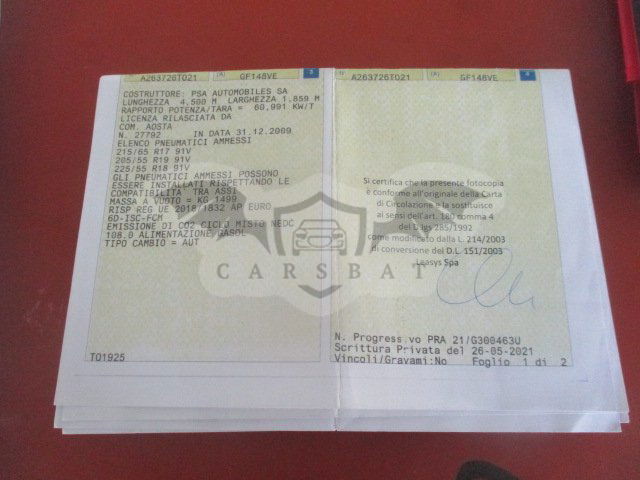 A263726T021 (A) GF148VE 3
COSTRUTTORE: PSA AUTOMOBILES SA
LUNGHEZZA 4,500 M LARGHEZZA 1,859 M
RAPPORTO POTENZA/TARA = 60,991 KW/T
LICENZA RILASCIATA DA
COM. AOSTA
N. 27792 IN DATA 31.12.2009
ELENCO PNEUMATICI AMMESSI
215/65 R17 91V
205/55 R19 91V
225/55 R18 91V
GLI PNEUMATICI AMMESSI POSSONO
ESSERE INSTALLATI RISPETTANDO LE
COMPATIBILITA TRA ASSI
MASSA A VUOTO = KG 1499
RISP REG UE 2018/1832 AP EURO
6D-ISC-FCM
EMISSIONE DI CO2 CICLO MISTO NEDC
108.0 ALIMENTAZIONE GASOL
TIPO CAMBIO = AUT
T01925
A263726T021 (A) GF148VE 4
Si certifica che la presente fotocopia
è conforme all'originale della Carta
di Circolazione e la sostituisce
ai sensi dell'art. 180 comma 4
del D.lgs 285/1992
come modificato dalla L. 214/2003
di conversione del D.L. 151/2003
Leasys Spa
N. Progress.vo PRA 21/G300463U
Scrittura Privata del 26-05-2021
Vincoli/Gravami:No Foglio 1 di 2
CARSBAT